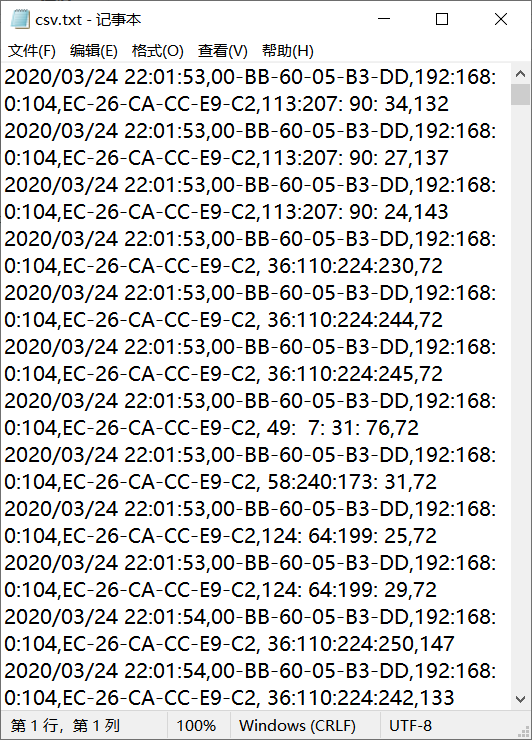 csv.txt - 记事本
文件(F) 编辑(E) 格式(O) 查看(V) 帮助(H)
2020/03/24 22:01:53,00-BB-60-05-B3-DD,192:168:
0:104,EC-26-CA-CC-E9-C2,113:207: 90: 34,132
2020/03/24 22:01:53,00-BB-60-05-B3-DD,192:168:
0:104,EC-26-CA-CC-E9-C2,113:207: 90: 27,137
2020/03/24 22:01:53,00-BB-60-05-B3-DD,192:168:
0:104,EC-26-CA-CC-E9-C2,113:207: 90: 24,143
2020/03/24 22:01:53,00-BB-60-05-B3-DD,192:168:
0:104,EC-26-CA-CC-E9-C2, 36:110:224:230,72
2020/03/24 22:01:53,00-BB-60-05-B3-DD,192:168:
0:104,EC-26-CA-CC-E9-C2, 36:110:224:244,72
2020/03/24 22:01:53,00-BB-60-05-B3-DD,192:168:
0:104,EC-26-CA-CC-E9-C2, 36:110:224:245,72
2020/03/24 22:01:53,00-BB-60-05-B3-DD,192:168:
0:104,EC-26-CA-CC-E9-C2, 49:  7: 31: 76,72
2020/03/24 22:01:53,00-BB-60-05-B3-DD,192:168:
0:104,EC-26-CA-CC-E9-C2, 58:240:173: 31,72
2020/03/24 22:01:53,00-BB-60-05-B3-DD,192:168:
0:104,EC-26-CA-CC-E9-C2,124: 64:199: 25,72
2020/03/24 22:01:53,00-BB-60-05-B3-DD,192:168:
0:104,EC-26-CA-CC-E9-C2,124: 64:199: 29,72
2020/03/24 22:01:54,00-BB-60-05-B3-DD,192:168:
0:104,EC-26-CA-CC-E9-C2, 36:110:224:250,147
2020/03/24 22:01:54,00-BB-60-05-B3-DD,192:168:
0:104,EC-26-CA-CC-E9-C2, 36:110:224:242,133
第 1 行，第 1 列 100% Windows (CRLF) UTF-8